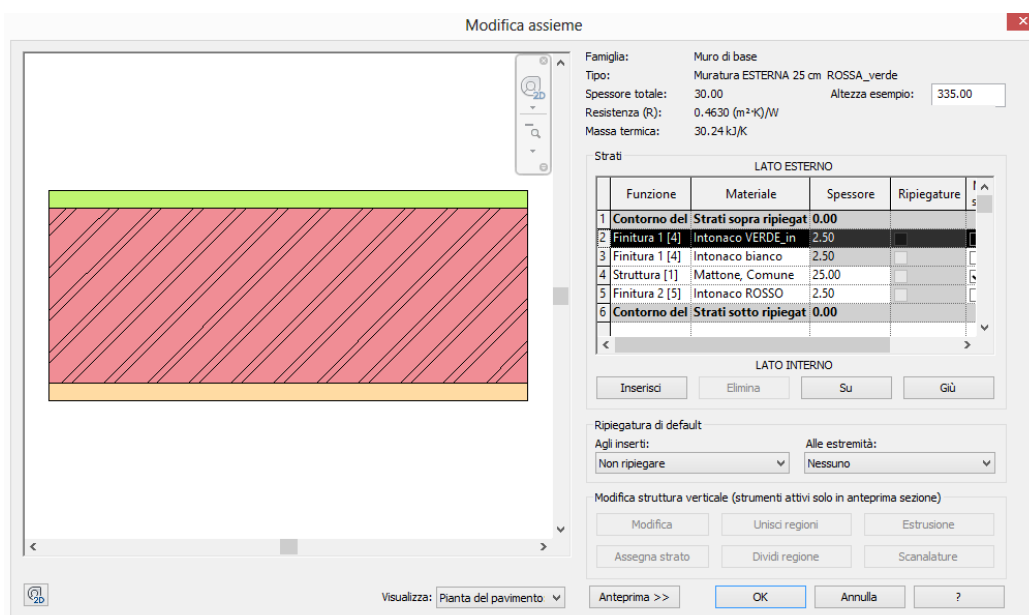 Modifica assieme
×
2D
Famiglia: Muro di base
Tipo: Muratura ESTERNA 25 cm ROSSA_verde
Spessore totale: 30.00 Altezza esempio: 335.00
Resistenza (R): 0.4630 (m²·K)/W
Massa termica: 30.24 kJ/K
Strati
LATO ESTERNO
Funzione Materiale Spessore Ripiegature
1 Contorno del Strati sopra ripiegat 0.00
2 Finitura 1 [4] Intonaco VERDE_in 2.50
3 Finitura 1 [4] Intonaco bianco 2.50
4 Struttura [1] Mattone, Comune 25.00
5 Finitura 2 [5] Intonaco ROSSO 2.50
6 Contorno del Strati sotto ripiegat 0.00
LATO INTERNO
Inserisci Elimina Su Giù
Ripiegatura di default
Agli inserti: Alle estremità:
Non ripiegare Nessuno
Modifica struttura verticale (strumenti attivi solo in anteprima sezione)
Modifica Unisci regioni Estrusione
Assegna strato Dividi regione Scanalature
2D Visualizza: Pianta del pavimento Anteprima >> OK Annulla ?